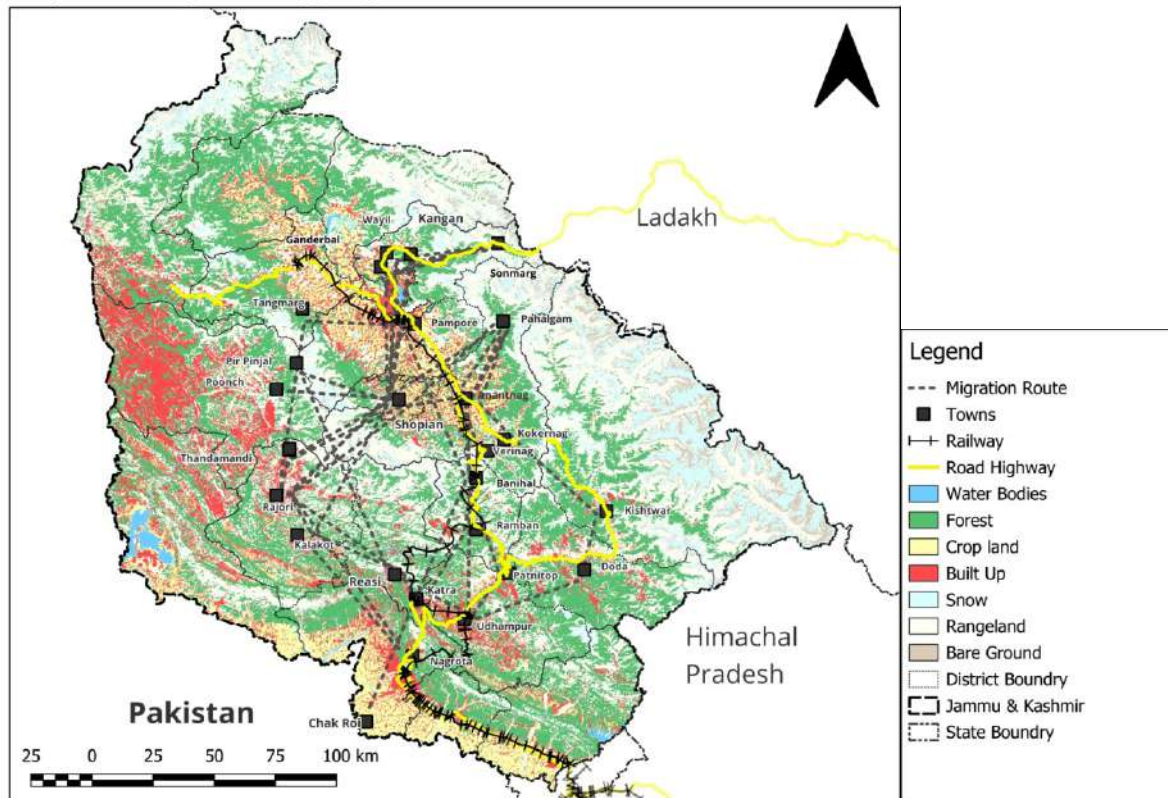 Ladakh
Wayil
Kangan
Ganderbal
Sonmarg
Tangmarg
Pampore
Pahalgam
Pir Pinjal
Poonch
Shopian
Kokernag
Verinag
Thandamandi
Banihal
Rajori
Kishtwar
Ramban
Kalakot
Reasi
Patnitop
Doda
Katra
Udhampur
Himachal
Pradesh
Nagrota
Pakistan
Chak Roi
25 0 25 50 75 100 km
Legend
Migration Route
Towns
Railway
Road Highway
Water Bodies
Forest
Crop land
Built Up
Snow
Rangeland
Bare Ground
District Boundry
Jammu & Kashmir
State Boundry